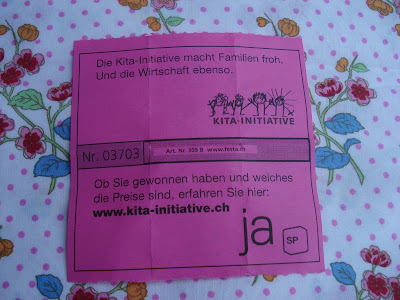 Die Kita-Initiative macht Familien froh.
Und die Wirtschaft ebenso.
KITA-INITIATIVE
Nr. 03703
Art. Nr. 309 B www.festa.ch
Ob Sie gewonnen haben und welches
die Preise sind, erfahren Sie hier:
www.kita-initiative.ch
ja
SP